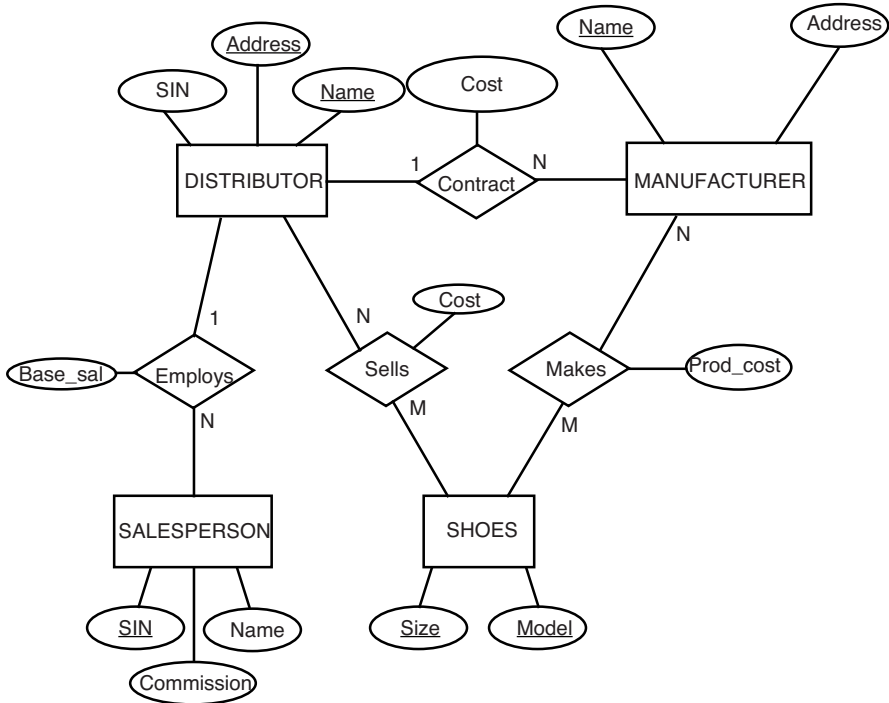 Name
Address
Address
SIN
Name
Cost
DISTRIBUTOR
1
Contract
N
MANUFACTURER
N
Cost
1
N
Base_sal
Employs
Sells
Makes
Prod_cost
N
M
M
SALESPERSON
SHOES
SIN
Name
Size
Model
Commission